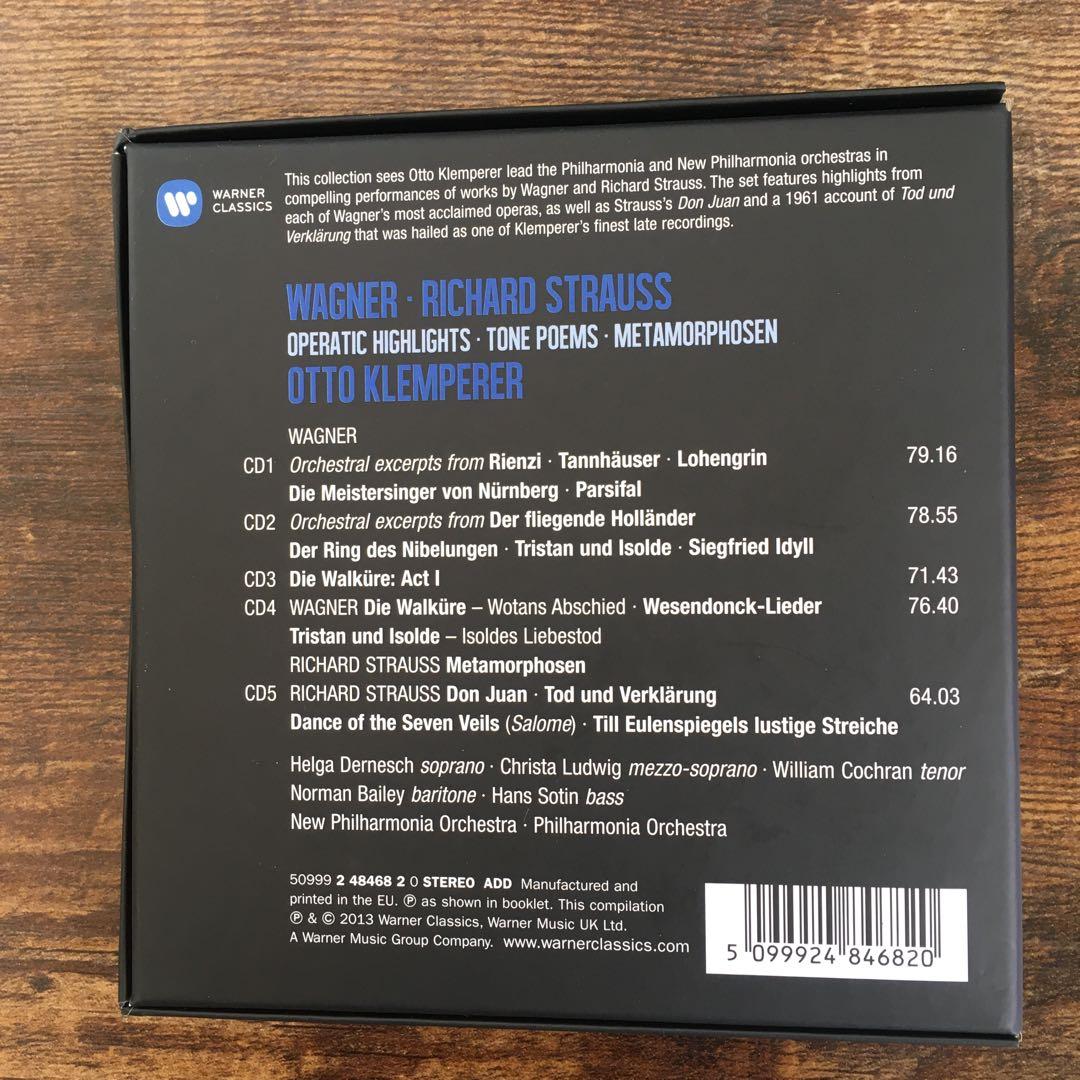 This collection sees Otto Klemperer lead the Philharmonia and New Philharmonia orchestras in
compelling performances of works by Wagner and Richard Strauss. The set features highlights from
each of Wagner's most acclaimed operas, as well as Strauss's Don Juan and a 1961 account of Tod und
Verklärung that was hailed as one of Klemperer's finest late recordings.
WARNER
CLASSICS
WAGNER · RICHARD STRAUSS
OPERATIC HIGHLIGHTS · TONE POEMS · METAMORPHOSEN
OTTO KLEMPERER
WAGNER
CD1 Orchestral excerpts from Rienzi · Tannhäuser · Lohengrin 79.16
Die Meistersinger von Nürnberg · Parsifal
CD2 Orchestral excerpts from Der fliegende Holländer 78.55
Der Ring des Nibelungen · Tristan und Isolde · Siegfried Idyll
CD3 Die Walküre: Act I 71.43
CD4 WAGNER Die Walküre – Wotans Abschied · Wesendonck-Lieder 76.40
Tristan und Isolde – Isoldes Liebestod
RICHARD STRAUSS Metamorphosen
CD5 RICHARD STRAUSS Don Juan · Tod und Verklärung 64.03
Dance of the Seven Veils (Salome) · Till Eulenspiegels lustige Streiche
Helga Dernesch soprano · Christa Ludwig mezzo-soprano · William Cochran tenor
Norman Bailey baritone · Hans Sotin bass
New Philharmonia Orchestra · Philharmonia Orchestra
50999 2 48468 2 0 STEREO ADD Manufactured and
printed in the EU. ℗ as shown in booklet. This compilation
℗ & © 2013 Warner Classics, Warner Music UK Ltd.
A Warner Music Group Company. www.warnerclassics.com
5 099924 846820